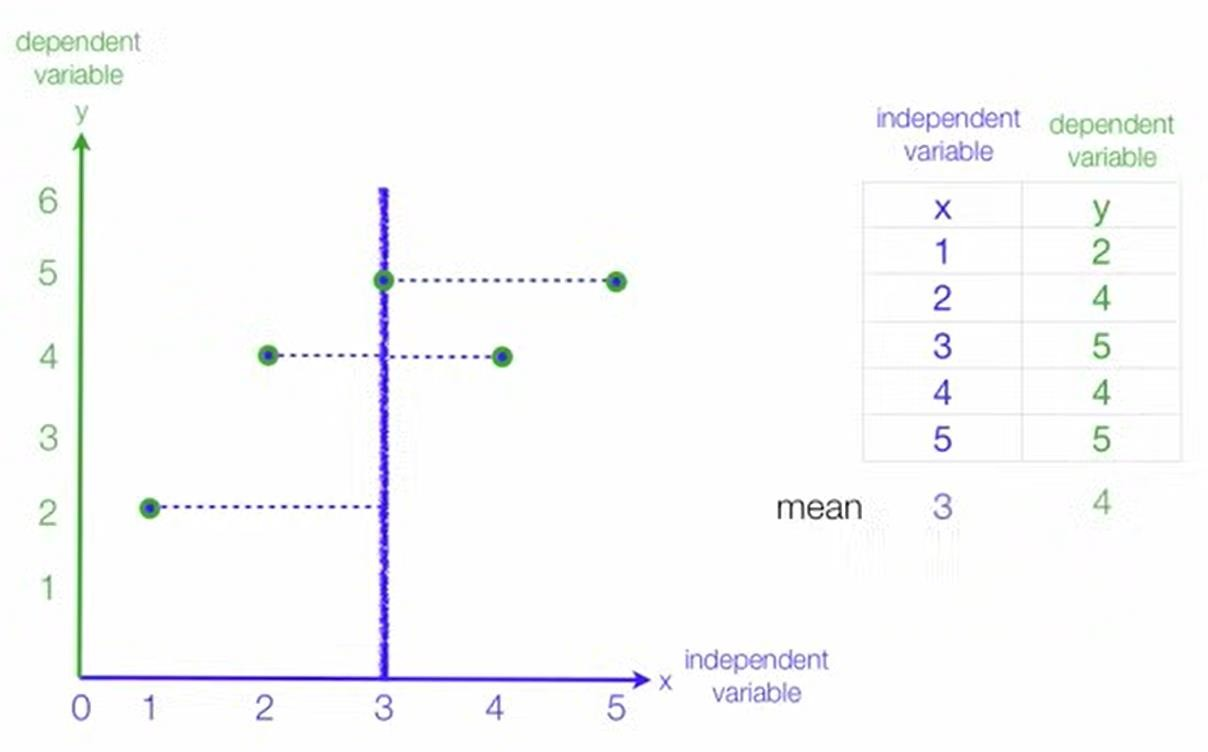 dependent
variable
y
6
5
4
3
2
1
0 1 2 3 4 5
x
independent
variable
independent
variable
dependent
variable
x y
1 2
2 4
3 5
4 4
5 5
mean 3 4